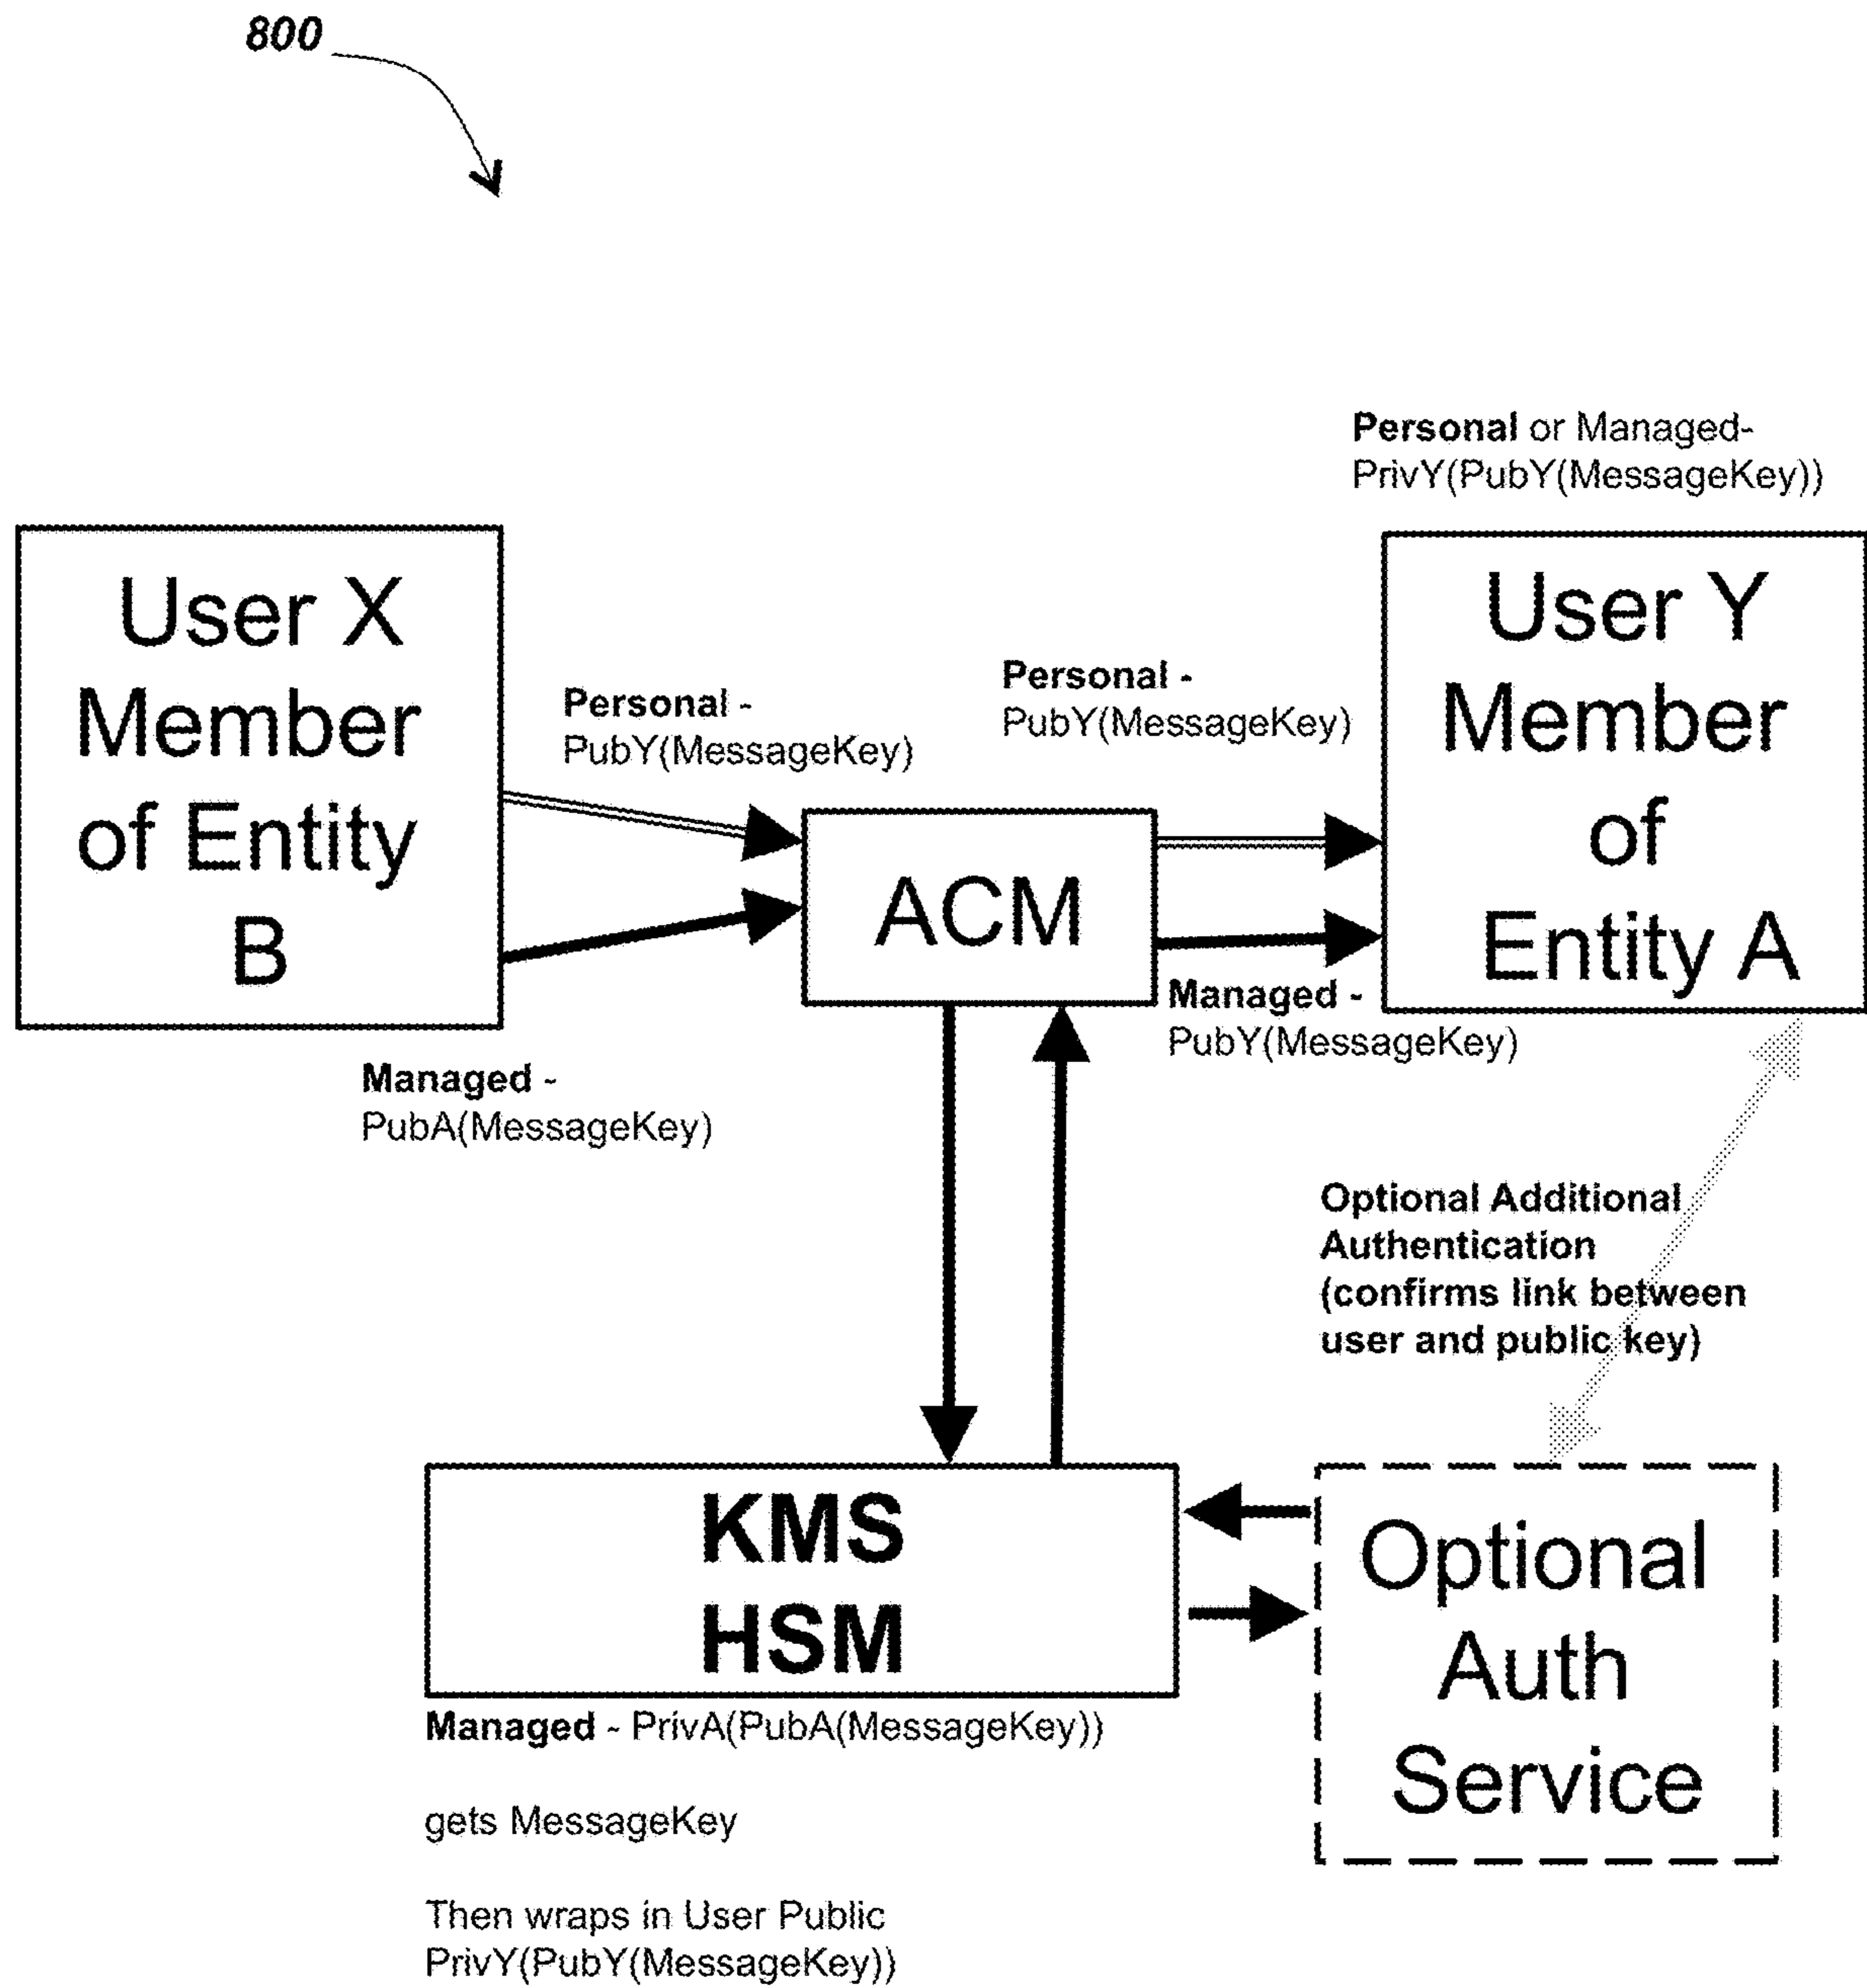 800
Personal or Managed-
PrivY(PubY(MessageKey))
User X
Member
of Entity
B
Personal -
PubY(MessageKey)
Personal -
PubY(MessageKey)
User Y
Member
of
Entity A
ACM
Managed -
PubY(MessageKey)
Managed -
PubA(MessageKey)
Optional Additional
Authentication
(confirms link between
user and public key)
KMS
HSM
Optional
Auth
Service
Managed - PrivA(PubA(MessageKey))
gets MessageKey
Then wraps in User Public
PrivY(PubY(MessageKey))